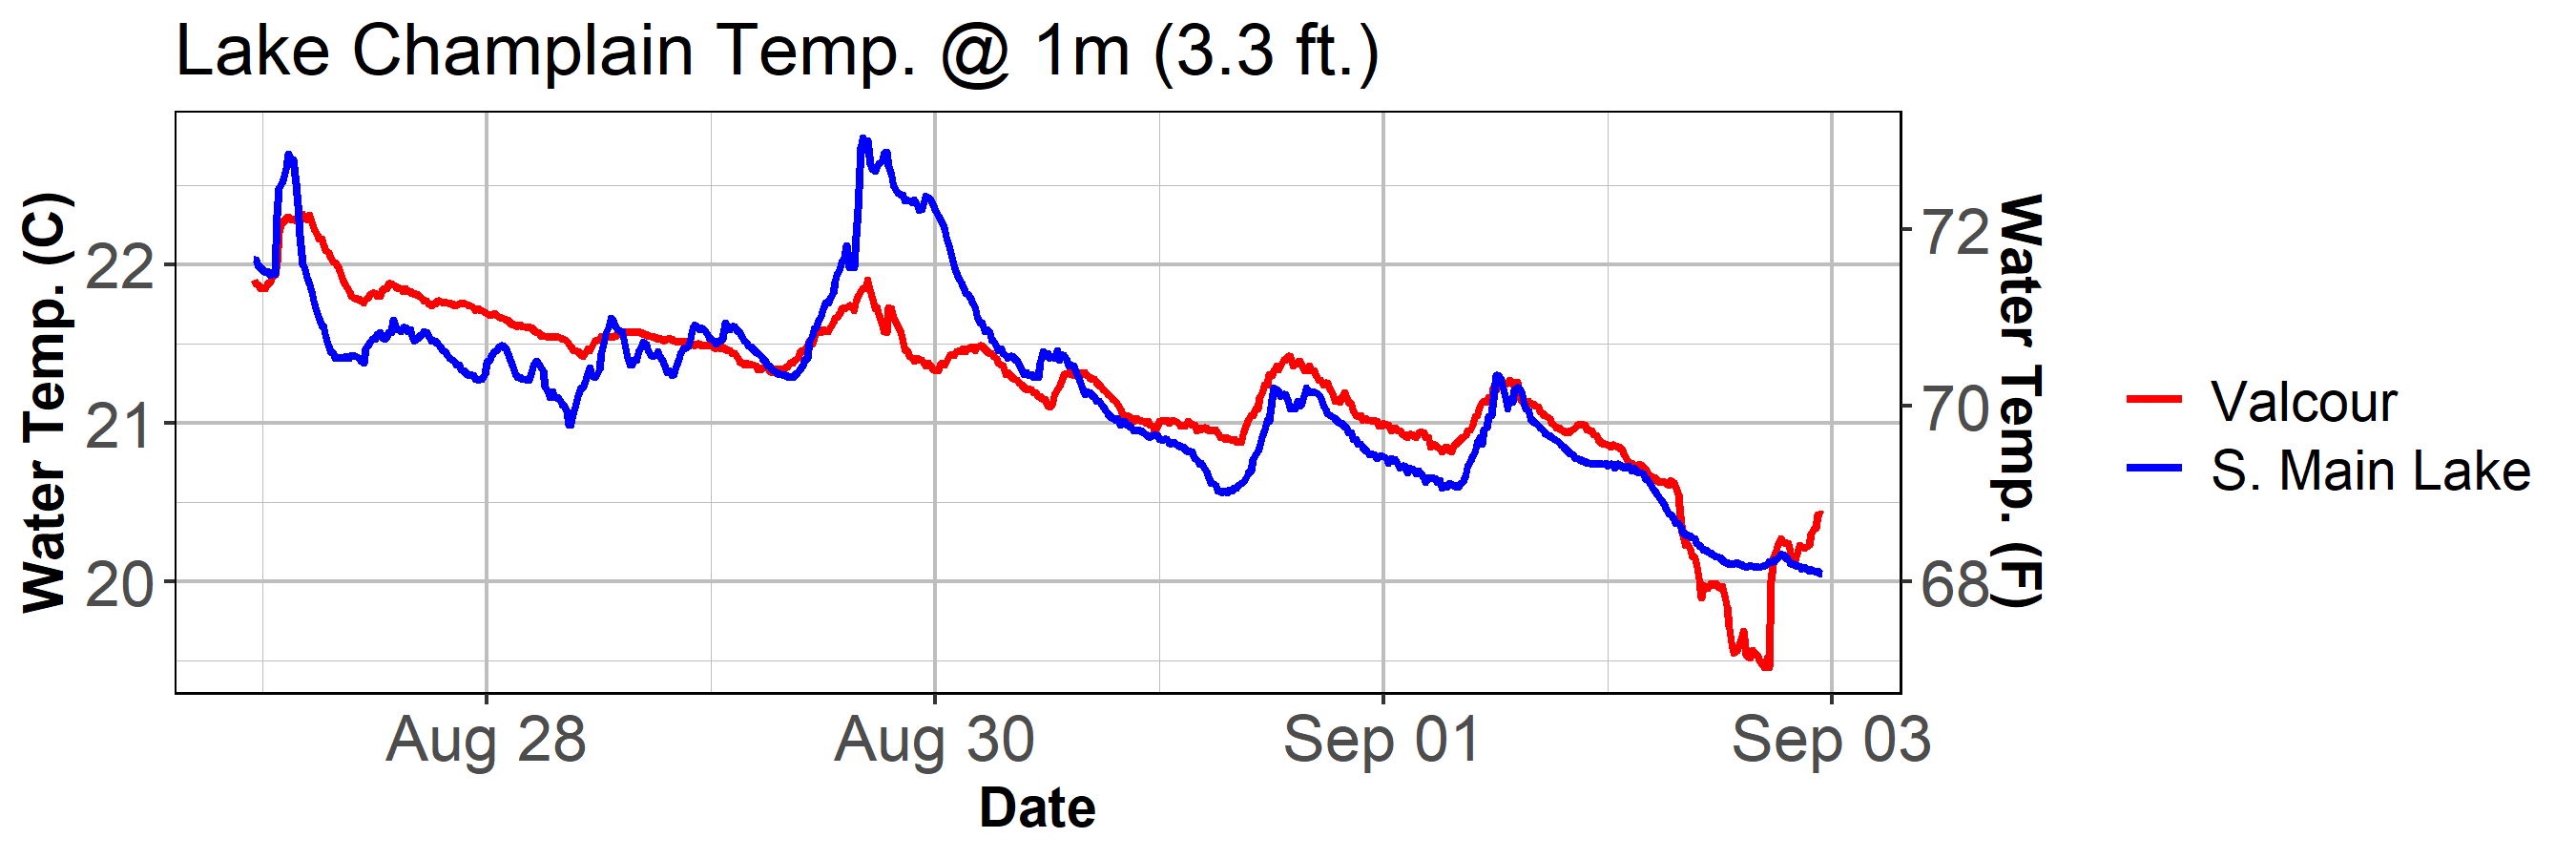 Lake Champlain Temp. @ 1m (3.3 ft.)
Water Temp. (C)
22
21
20
72
70
68
Water Temp. (F)
Aug 28
Aug 30
Sep 01
Sep 03
Date
Valcour
S. Main Lake